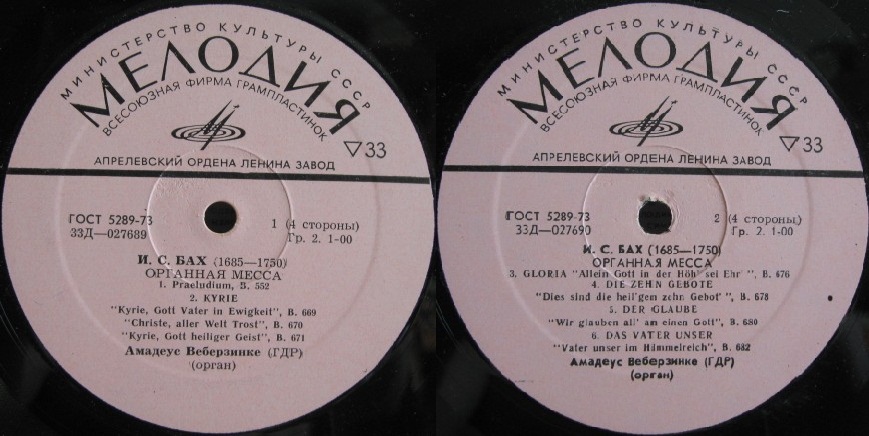 МИНИСТЕРСТВО КУЛЬТУРЫ СССР
МЕЛОДИЯ
ВСЕСОЮЗНАЯ ФИРМА ГРАМПЛАСТИНОК
33
АПРЕЛЕВСКИЙ ОРДЕНА ЛЕНИНА ЗАВОД
ГОСТ 5289-73
33Д—027689
1 (4 стороны)
Гр. 2. 1-00
И. С. БАХ (1685—1750)
ОРГАННАЯ МЕССА
1. Praeludium, B. 552
2. KYRIE
"Kyrie, Gott Vater in Ewigkeit", B. 669
"Christe, aller Welt Trost", B. 670
"Kyrie, Gott heiliger Geist", B. 671
Амадеус Веберзинке (ГДР)
(орган)
МИНИСТЕРСТВО КУЛЬТУРЫ СССР
МЕЛОДИЯ
ВСЕСОЮЗНАЯ ФИРМА ГРАМПЛАСТИНОК
33
АПРЕЛЕВСКИЙ ОРДЕНА ЛЕНИНА ЗАВОД
ГОСТ 5289-73
33Д—027690
2 (4 стороны)
Гр. 2. 1-00
И. С. БАХ (1685—1750)
ОРГАННАЯ МЕССА
3. GLORIA "Allein Gott in der Höh' sei Ehr'", B. 676
4. DIE ZEHN GEBOTE
"Dies sind die heil'gem zehn Gebot'", B. 678
5. DER GLAUBE
"Wir glauben all' an einen Gott", B. 680
6. DAS VATER UNSER
"Vater unser im Himmelreich", B. 682
Амадеус Веберзинке (ГДР)
(орган)